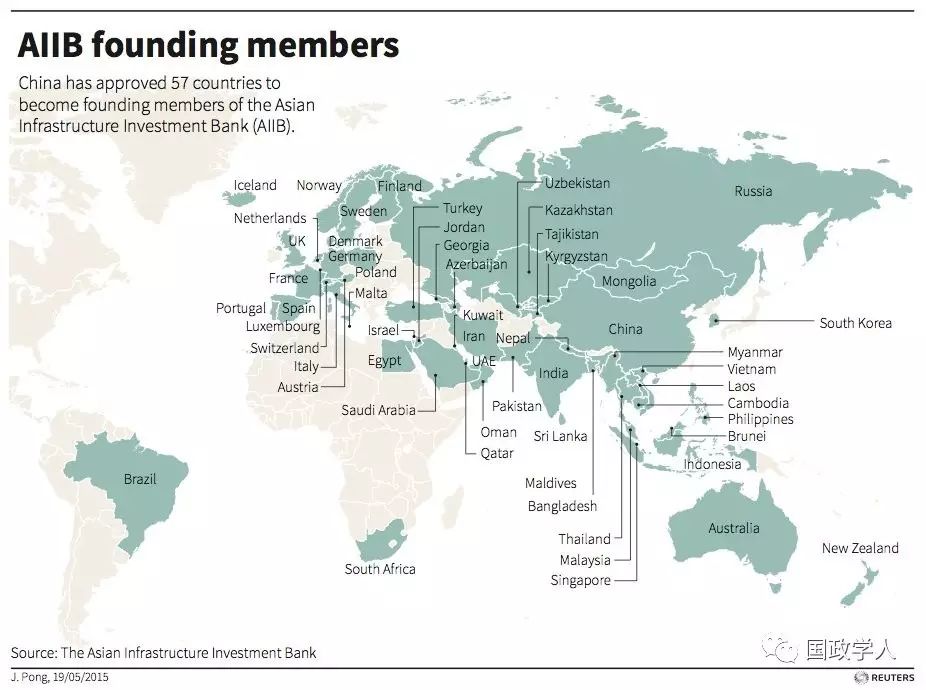 AIIB founding members
China has approved 57 countries to
become founding members of the Asian
Infrastructure Investment Bank (AIIB).
Iceland
Norway
Finland
Uzbekistan
Russia
Netherlands
Sweden
Turkey
Kazakhstan
Jordan
UK
Denmark
Georgia
Tajikistan
Germany
Azerbaijan
Kyrgyzstan
France
Poland
Mongolia
Malta
Portugal
Spain
Kuwait
Luxembourg
Israel
Iran
Nepal
China
South Korea
Switzerland
Egypt
UAE
India
Myanmar
Italy
Vietnam
Austria
Laos
Saudi Arabia
Pakistan
Cambodia
Philippines
Oman
Sri Lanka
Brunei
Qatar
Indonesia
Brazil
Maldives
Bangladesh
Australia
Thailand
New Zealand
Malaysia
South Africa
Singapore
Source: The Asian Infrastructure Investment Bank
国政学人
J. Pong, 19/05/2015
REUTERS